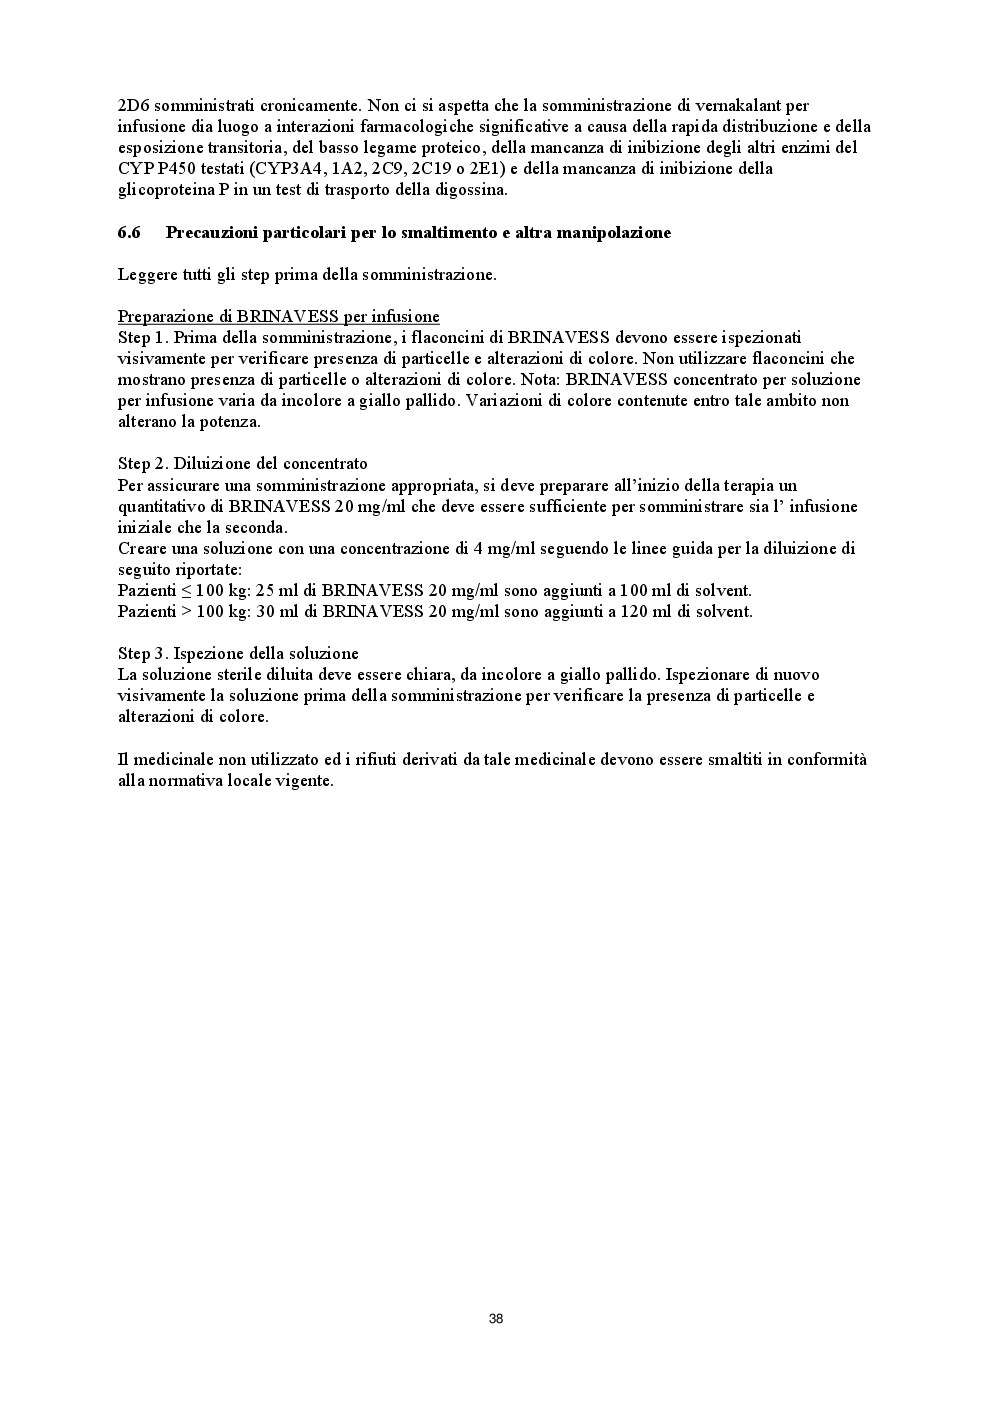 2D6 somministrati cronicamente. Non ci si aspetta che la somministrazione di vernakalant per
infusione dia luogo a interazioni farmacologiche significative a causa della rapida distribuzione e della
esposizione transitoria, del basso legame proteico, della mancanza di inibizione degli altri enzimi del
CYP P450 testati (CYP3A4, 1A2, 2C9, 2C19 o 2E1) e della mancanza di inibizione della
glicoproteina P in un test di trasporto della digossina.
6.6 Precauzioni particolari per lo smaltimento e altra manipolazione
Leggere tutti gli step prima della somministrazione.
Preparazione di BRINAVESS per infusione
Step 1. Prima della somministrazione, i flaconcini di BRINAVESS devono essere ispezionati
visivamente per verificare presenza di particelle e alterazioni di colore. Non utilizzare flaconcini che
mostrano presenza di particelle o alterazioni di colore. Nota: BRINAVESS concentrato per soluzione
per infusione varia da incolore a giallo pallido. Variazioni di colore contenute entro tale ambito non
alterano la potenza.
Step 2. Diluizione del concentrato
Per assicurare una somministrazione appropriata, si deve preparare all’inizio della terapia un
quantitativo di BRINAVESS 20 mg/ml che deve essere sufficiente per somministrare sia l’ infusione
iniziale che la seconda.
Creare una soluzione con una concentrazione di 4 mg/ml seguendo le linee guida per la diluizione di
seguito riportate:
Pazienti ≤ 100 kg: 25 ml di BRINAVESS 20 mg/ml sono aggiunti a 100 ml di solvent.
Pazienti > 100 kg: 30 ml di BRINAVESS 20 mg/ml sono aggiunti a 120 ml di solvent.
Step 3. Ispezione della soluzione
La soluzione sterile diluita deve essere chiara, da incolore a giallo pallido. Ispezionare di nuovo
visivamente la soluzione prima della somministrazione per verificare la presenza di particelle e
alterazioni di colore.
Il medicinale non utilizzato ed i rifiuti derivati da tale medicinale devono essere smaltiti in conformità
alla normativa locale vigente.
38